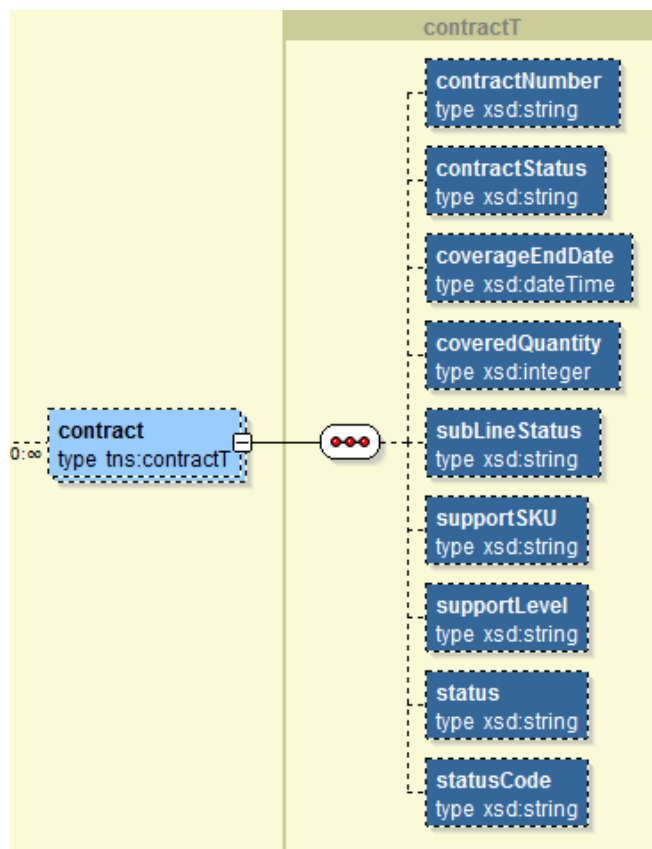 contractT
contractNumber
type xsd:string
contractStatus
type xsd:string
coverageEndDate
type xsd:dateTime
coveredQuantity
type xsd:integer
contract
type tns:contractT
0:∞
subLineStatus
type xsd:string
supportSKU
type xsd:string
supportLevel
type xsd:string
status
type xsd:string
statusCode
type xsd:string